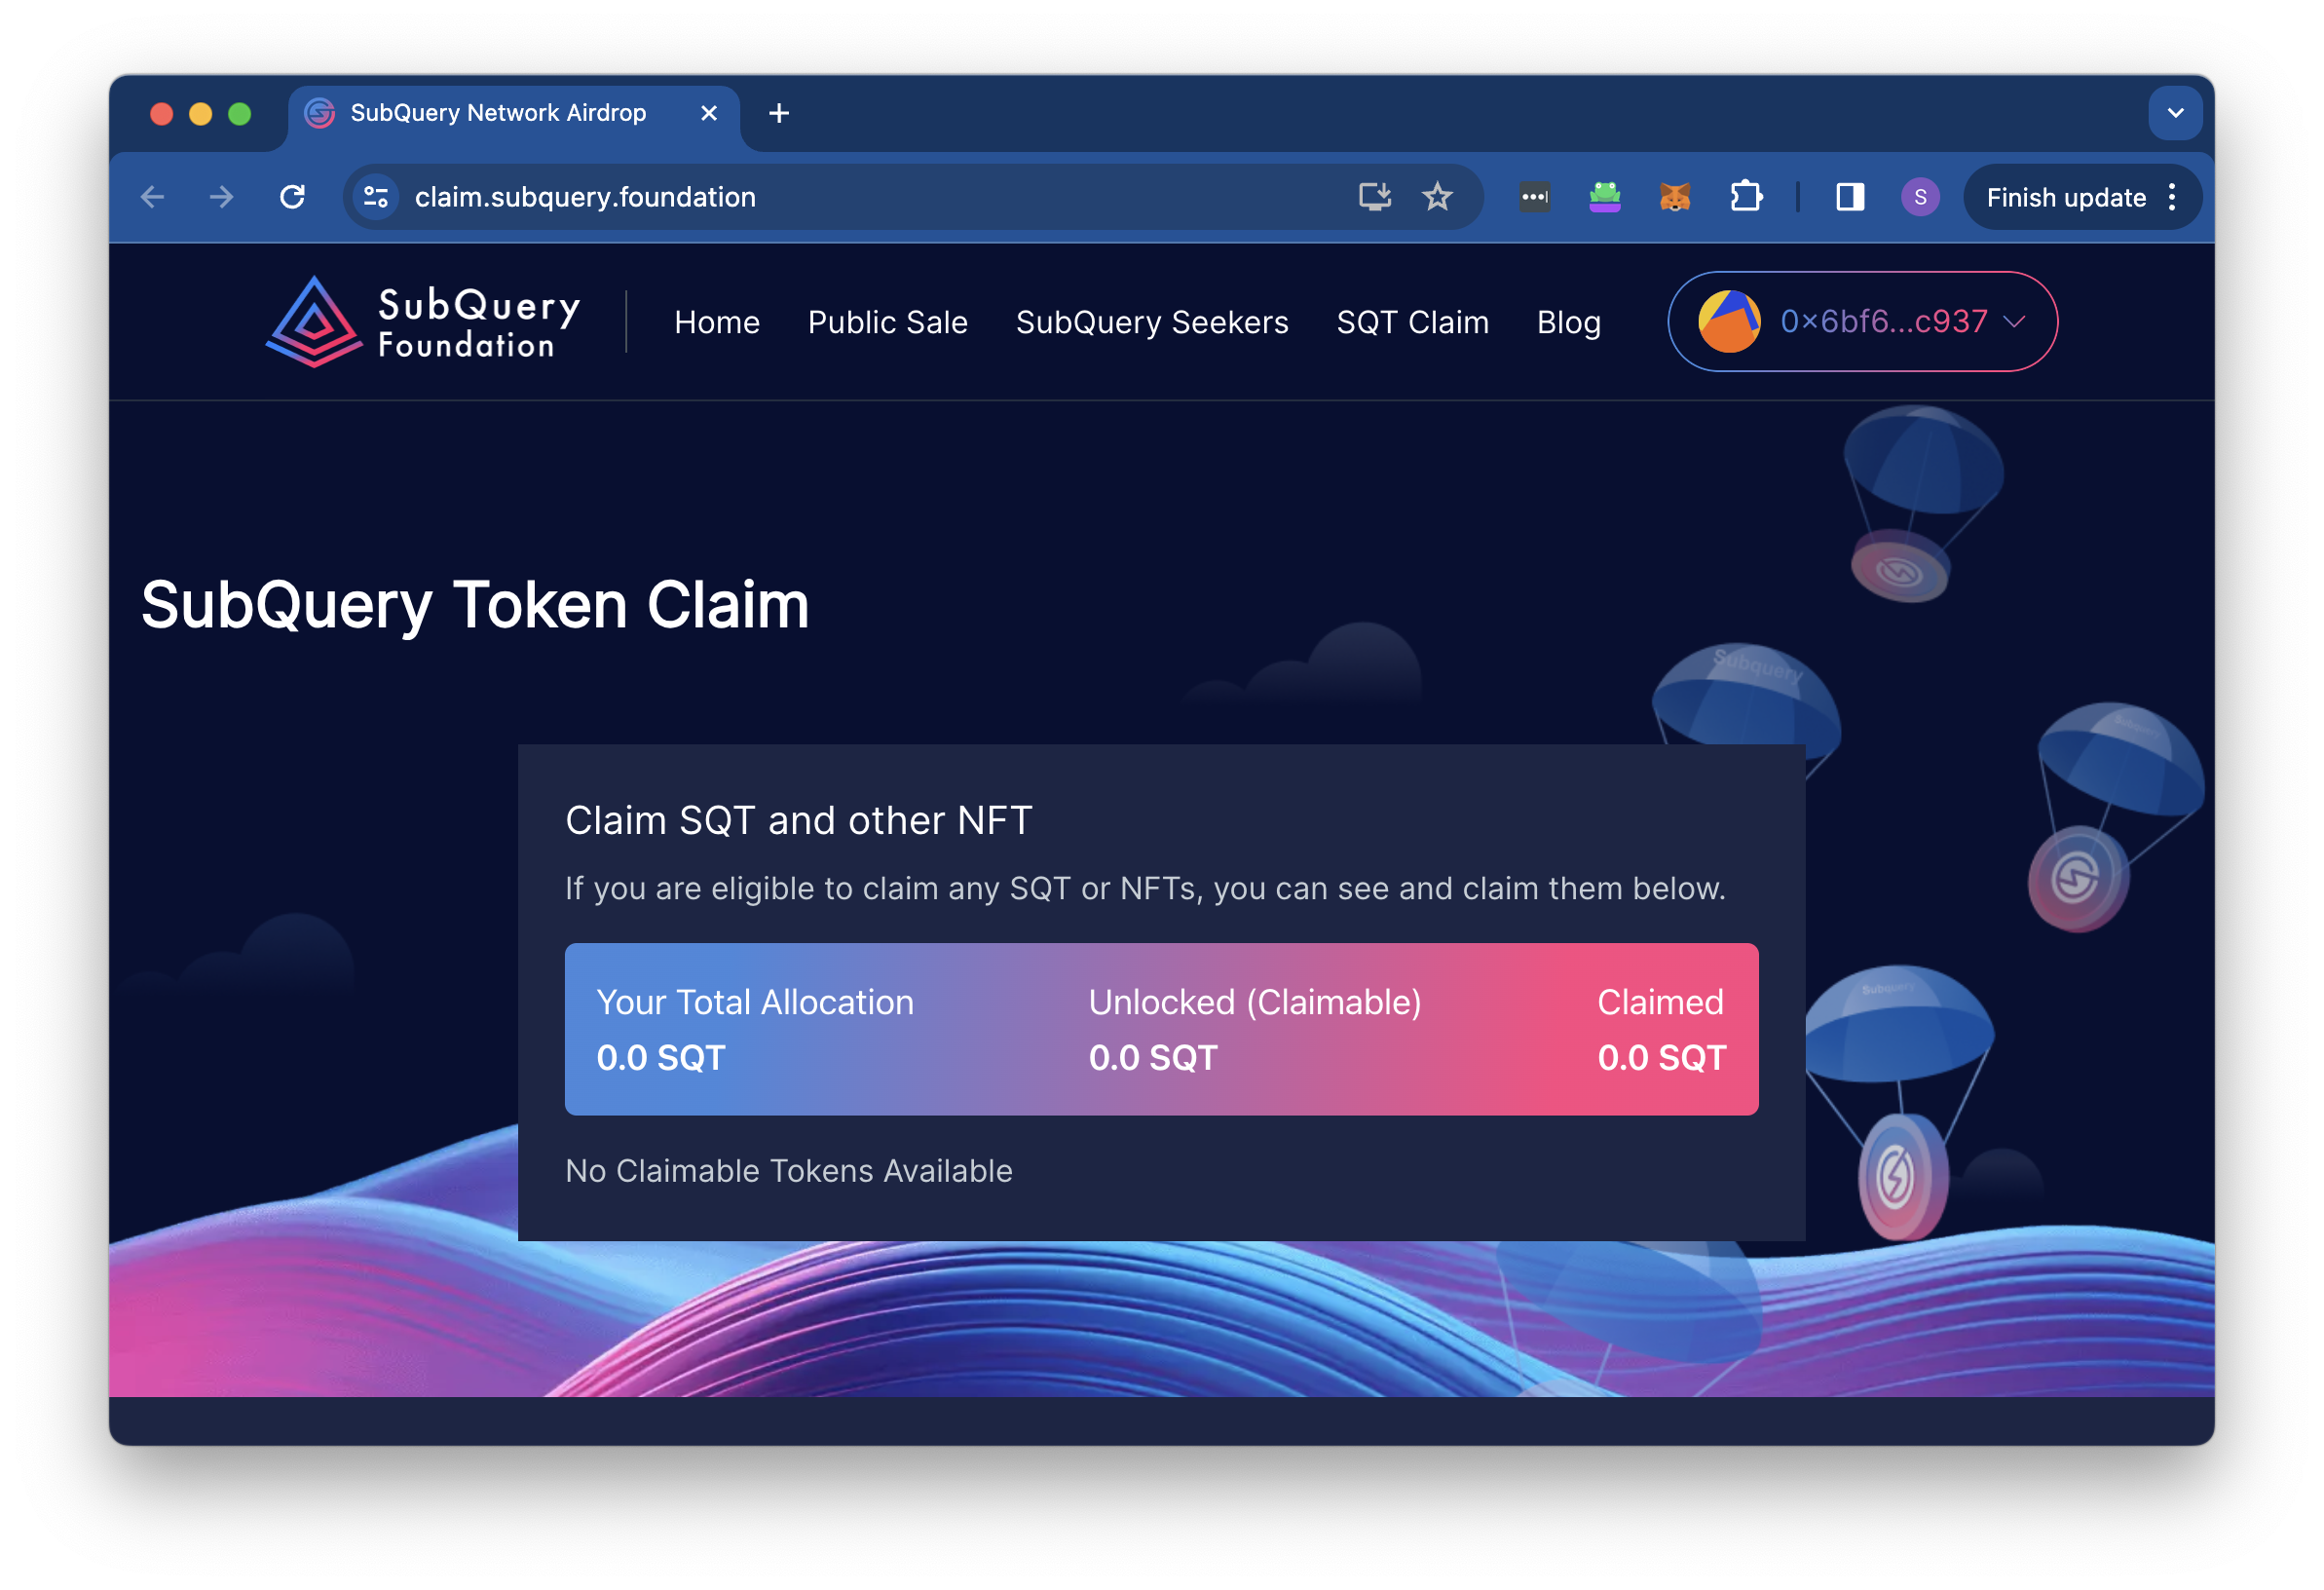 SubQuery Network Airdrop
claim.subquery.foundation
S
Finish update
SubQuery
Foundation
Home
Public Sale
SubQuery Seekers
SQT Claim
Blog
0×6bf6...c937
SubQuery Token Claim
Subquery
Subquery
Claim SQT and other NFT
If you are eligible to claim any SQT or NFTs, you can see and claim them below.
Your Total Allocation
Unlocked (Claimable)
Claimed
0.0 SQT
0.0 SQT
0.0 SQT
Subquery
No Claimable Tokens Available